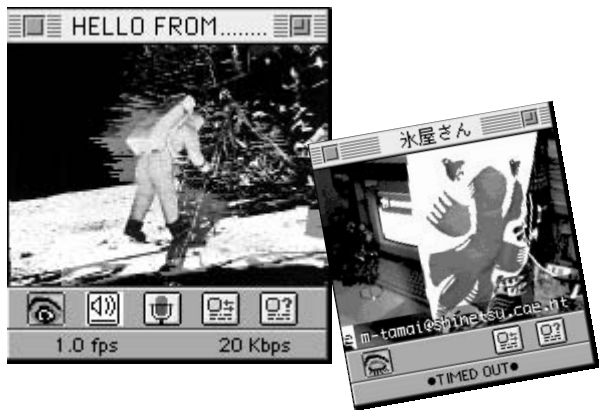 HELLO FROM........
1.0 fps
20 Kbps
氷屋さん
e m-tamai@shinetsu.cae.nt
●TIMED OUT●